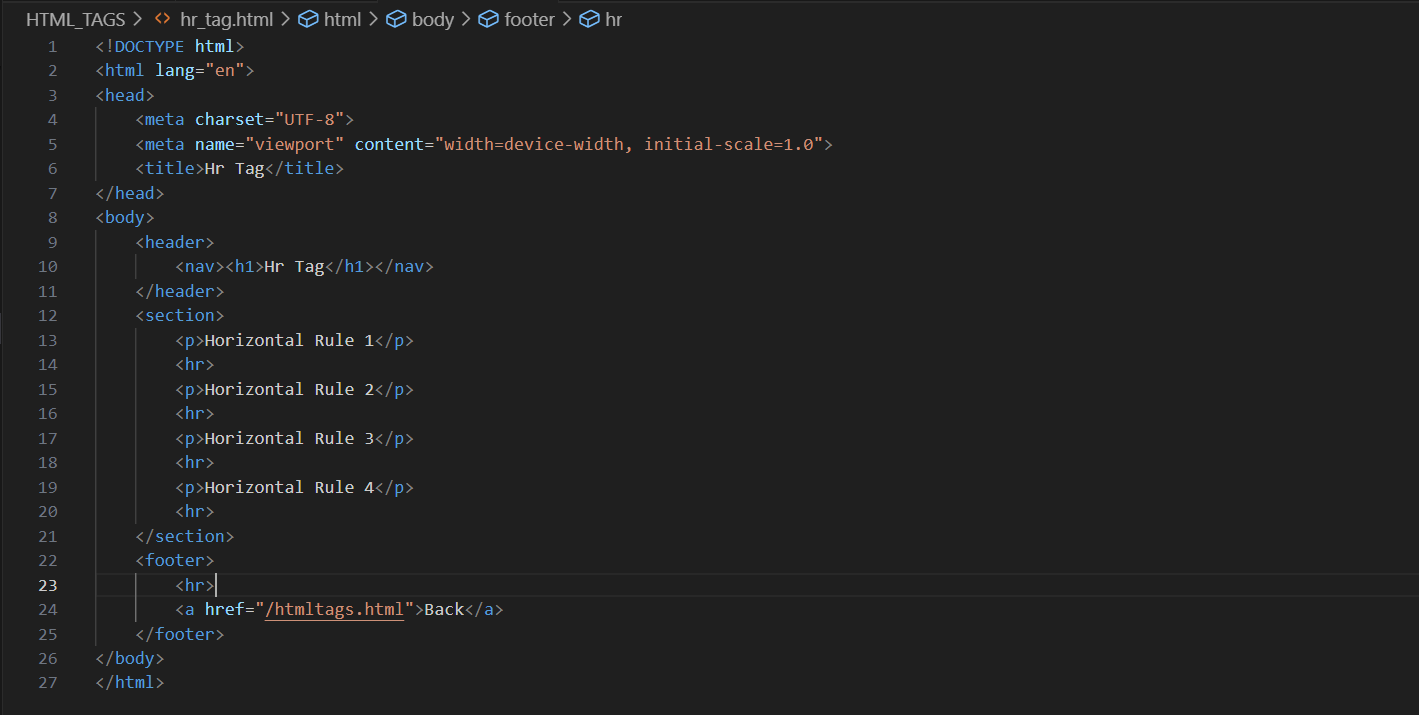 HTML_TAGS > <> hr_tag.html > html > body > footer > hr
1 <!DOCTYPE html>
2 <html lang="en">
3 <head>
4     <meta charset="UTF-8">
5     <meta name="viewport" content="width=device-width, initial-scale=1.0">
6     <title>Hr Tag</title>
7 </head>
8 <body>
9     <header>
10         <nav><h1>Hr Tag</h1></nav>
11     </header>
12     <section>
13         <p>Horizontal Rule 1</p>
14         <hr>
15         <p>Horizontal Rule 2</p>
16         <hr>
17         <p>Horizontal Rule 3</p>
18         <hr>
19         <p>Horizontal Rule 4</p>
20         <hr>
21     </section>
22     <footer>
23         <hr>
24         <a href="/htmltags.html">Back</a>
25     </footer>
26 </body>
27 </html>